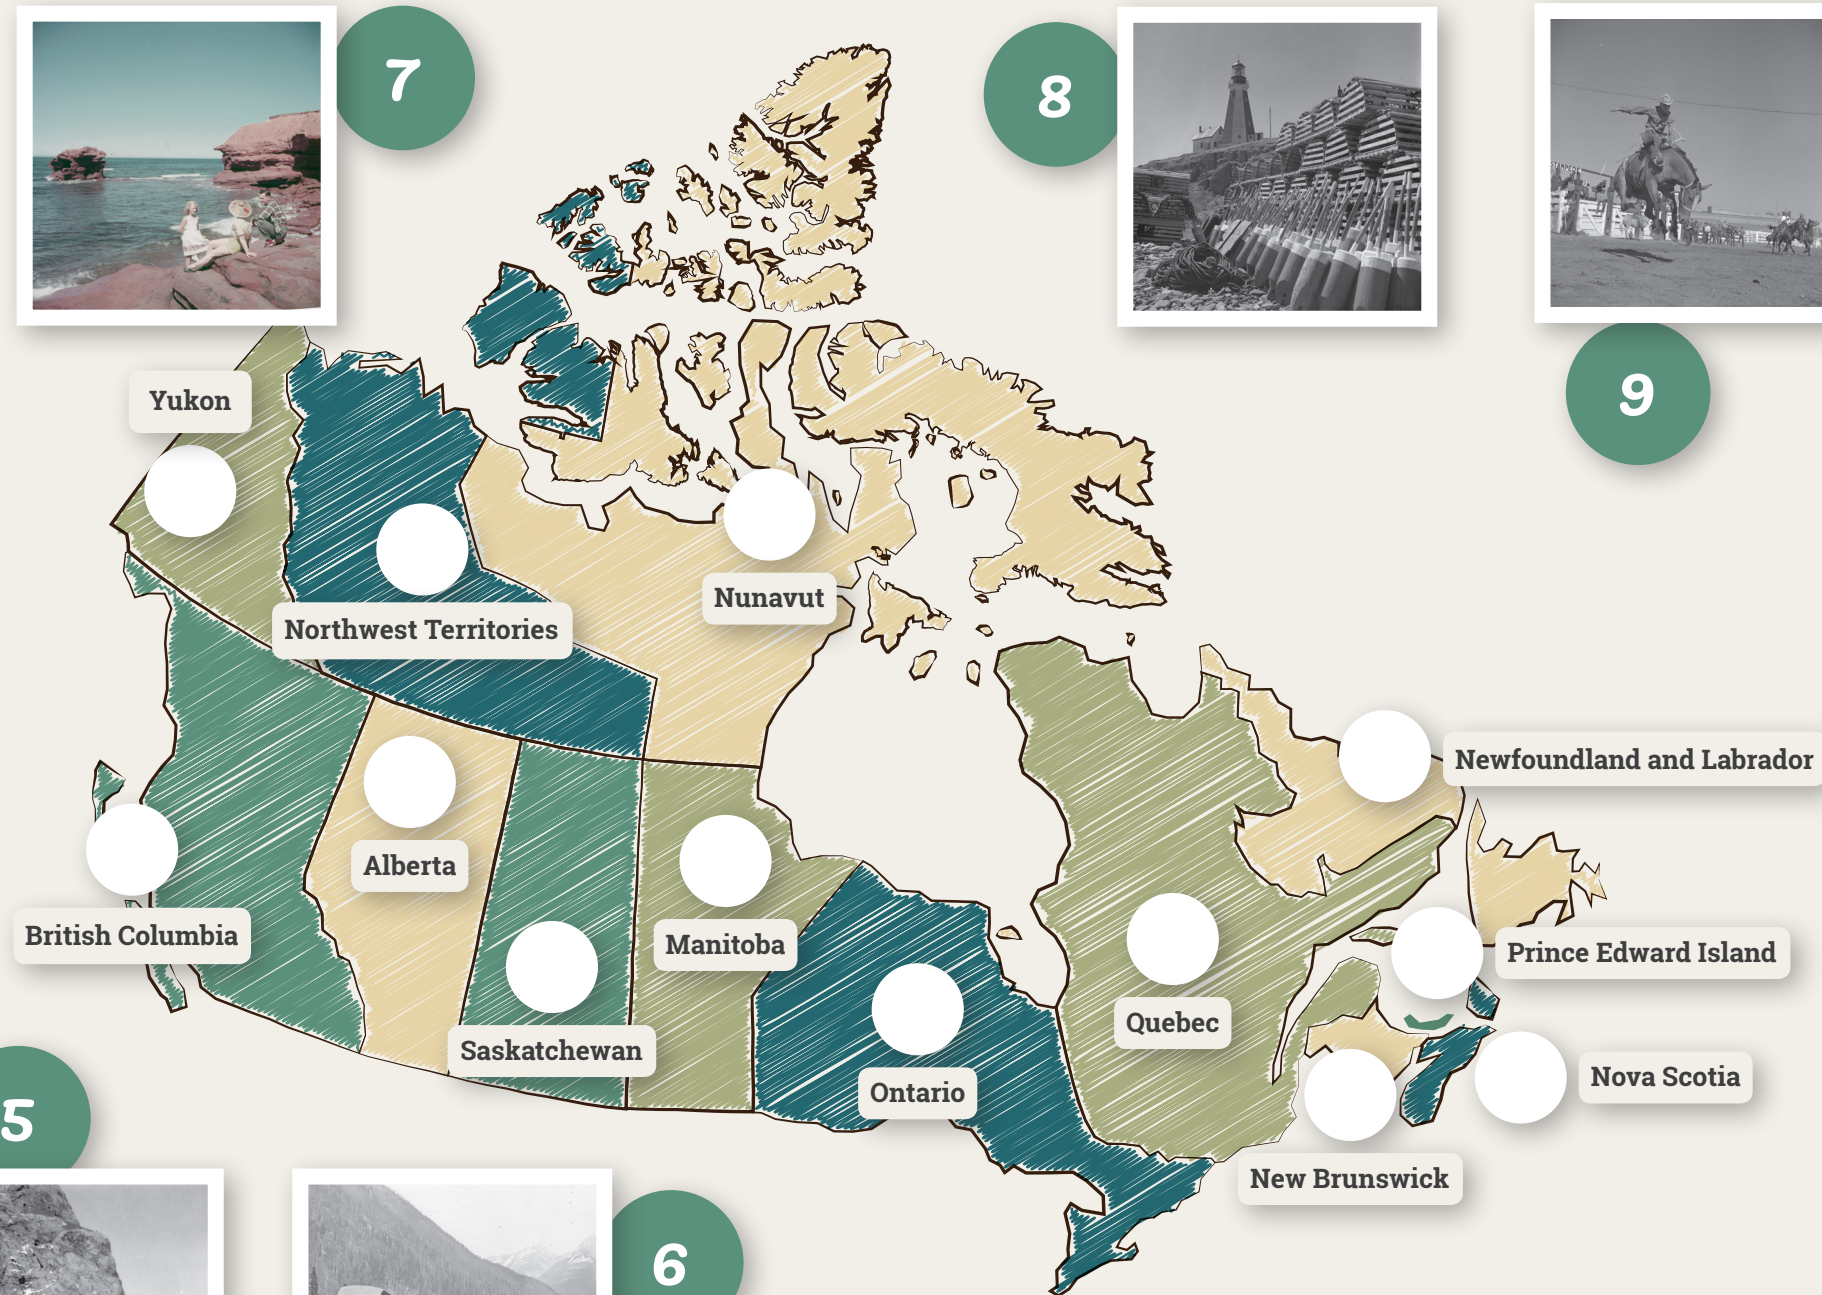 7
8
9
Yukon
Northwest Territories
Nunavut
Newfoundland and Labrador
Alberta
British Columbia
Manitoba
Prince Edward Island
Quebec
Saskatchewan
Nova Scotia
Ontario
5
New Brunswick
6